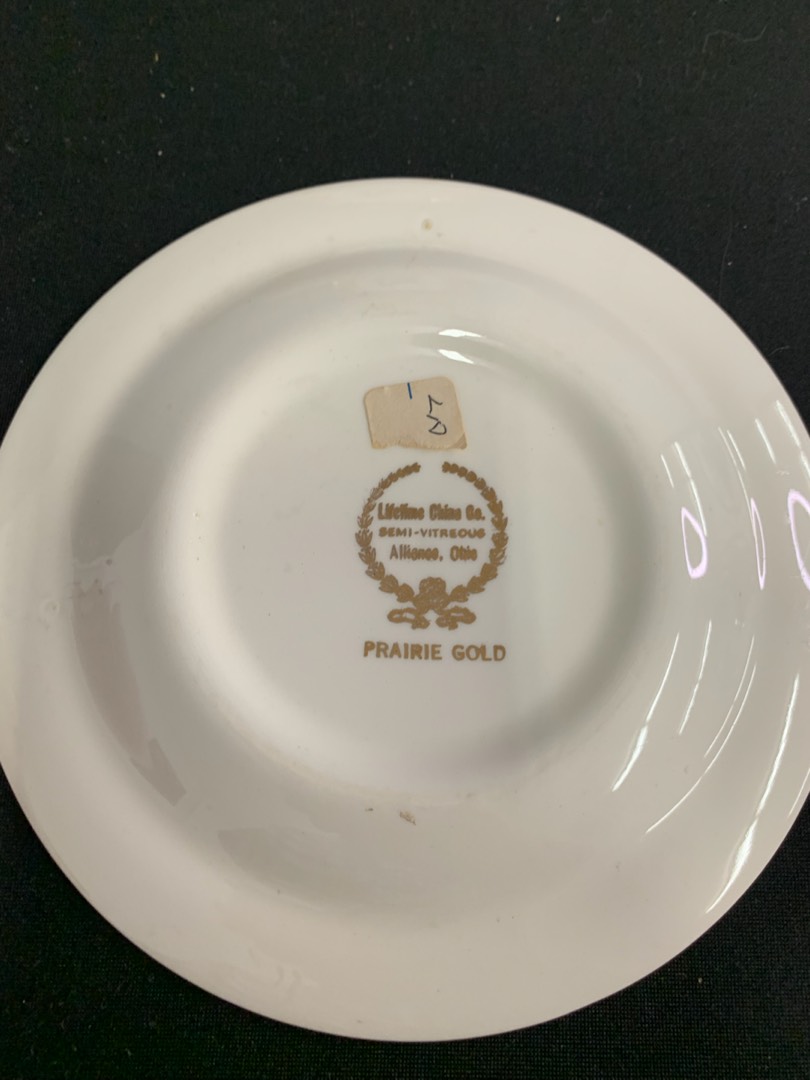 Lifetime China Co.
SEMI-VITREOUS
Alliance, Ohio
PRAIRIE GOLD